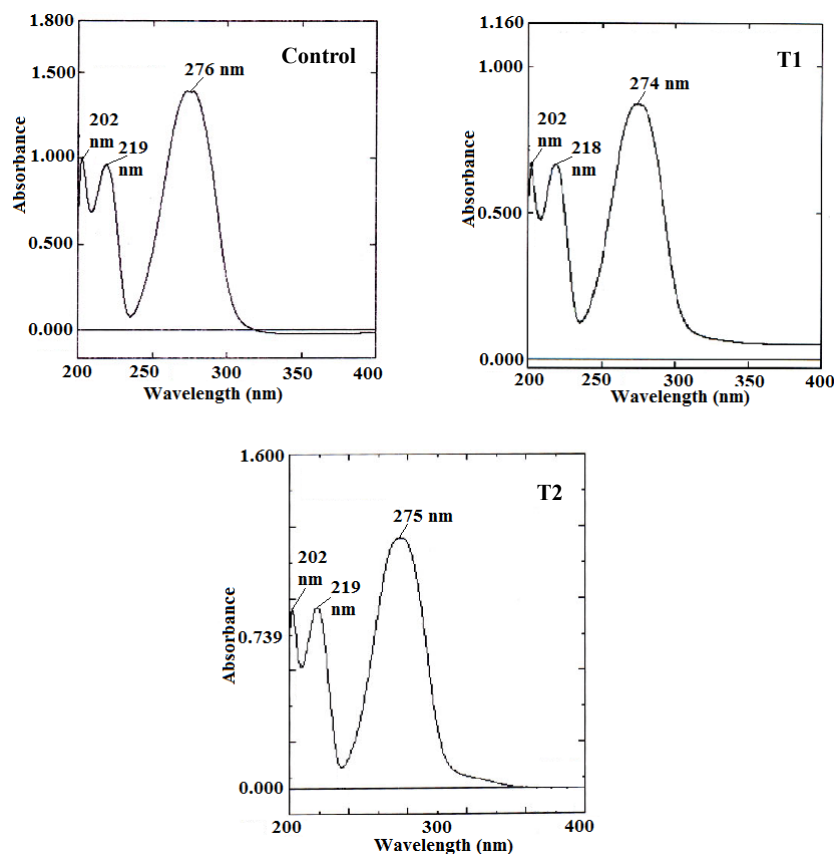 Control
1.800
1.500
1.000
0.500
0.000
Absorbance
276 nm
202
nm
219
nm
200
250
300
350
400
Wavelength (nm)
T1
1.160
1.000
0.500
0.000
Absorbance
274 nm
202
nm
218
nm
200
250
300
350
400
Wavelength (nm)
T2
1.600
0.739
0.000
Absorbance
275 nm
202
nm
219
nm
200
300
400
Wavelength (nm)